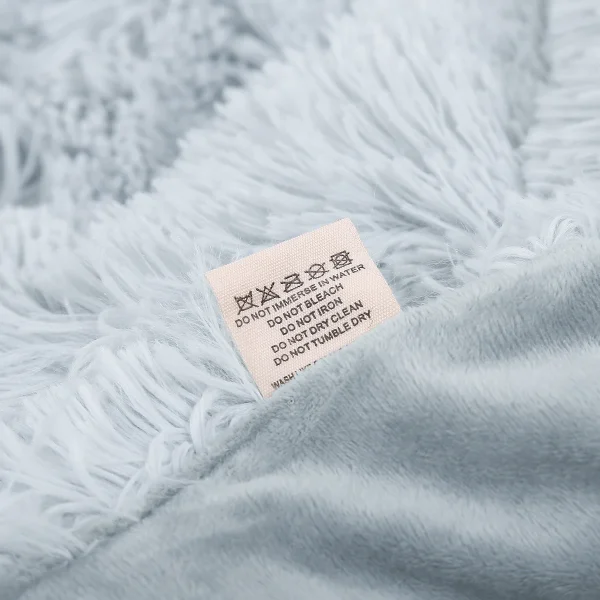 DO NOT IMMERSE IN WATER
DO NOT BLEACH
DO NOT IRON
DO NOT DRY CLEAN
DO NOT TUMBLE DRY
WASH